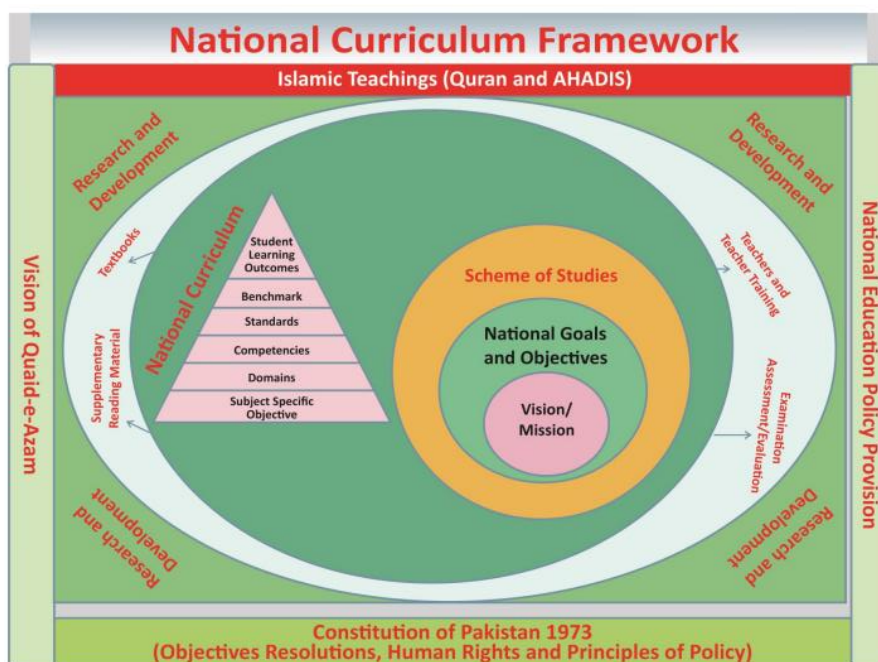 National Curriculum Framework
Islamic Teachings (Quran and AHADIS)
Vision of Quaid-e-Azam
Research and
Development
Research and
Development
Textbooks
Supplementary
Reading Material
National Curriculum
Student
Learning
Outcomes
Benchmark
Standards
Competencies
Domains
Subject Specific
Objective
Scheme of Studies
National Goals
and Objectives
Vision/
Mission
Teachers and
Teacher Training
Examination
Assessment/Evaluation
Research and
Development
Research and
Development
National Education Policy Provision
Constitution of Pakistan 1973
(Objectives Resolutions, Human Rights and Principles of Policy)